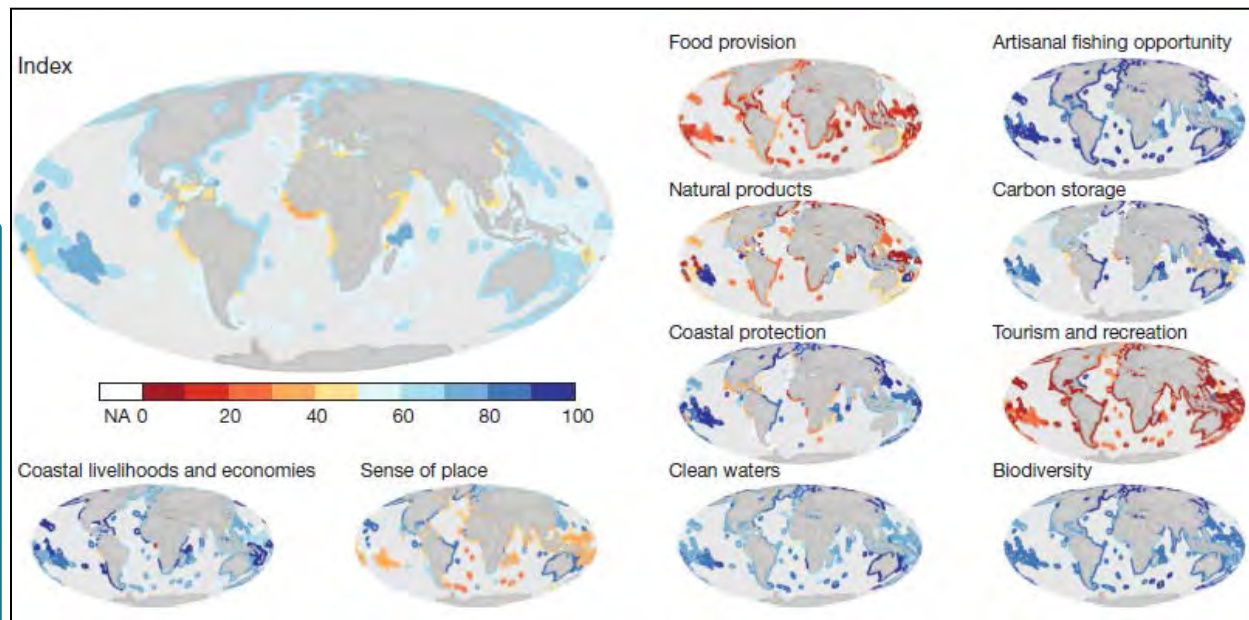 Index
NA 0 20 40 60 80 100
Coastal livelihoods and economies
Sense of place
Food provision
Artisanal fishing opportunity
Natural products
Carbon storage
Coastal protection
Tourism and recreation
Clean waters
Biodiversity